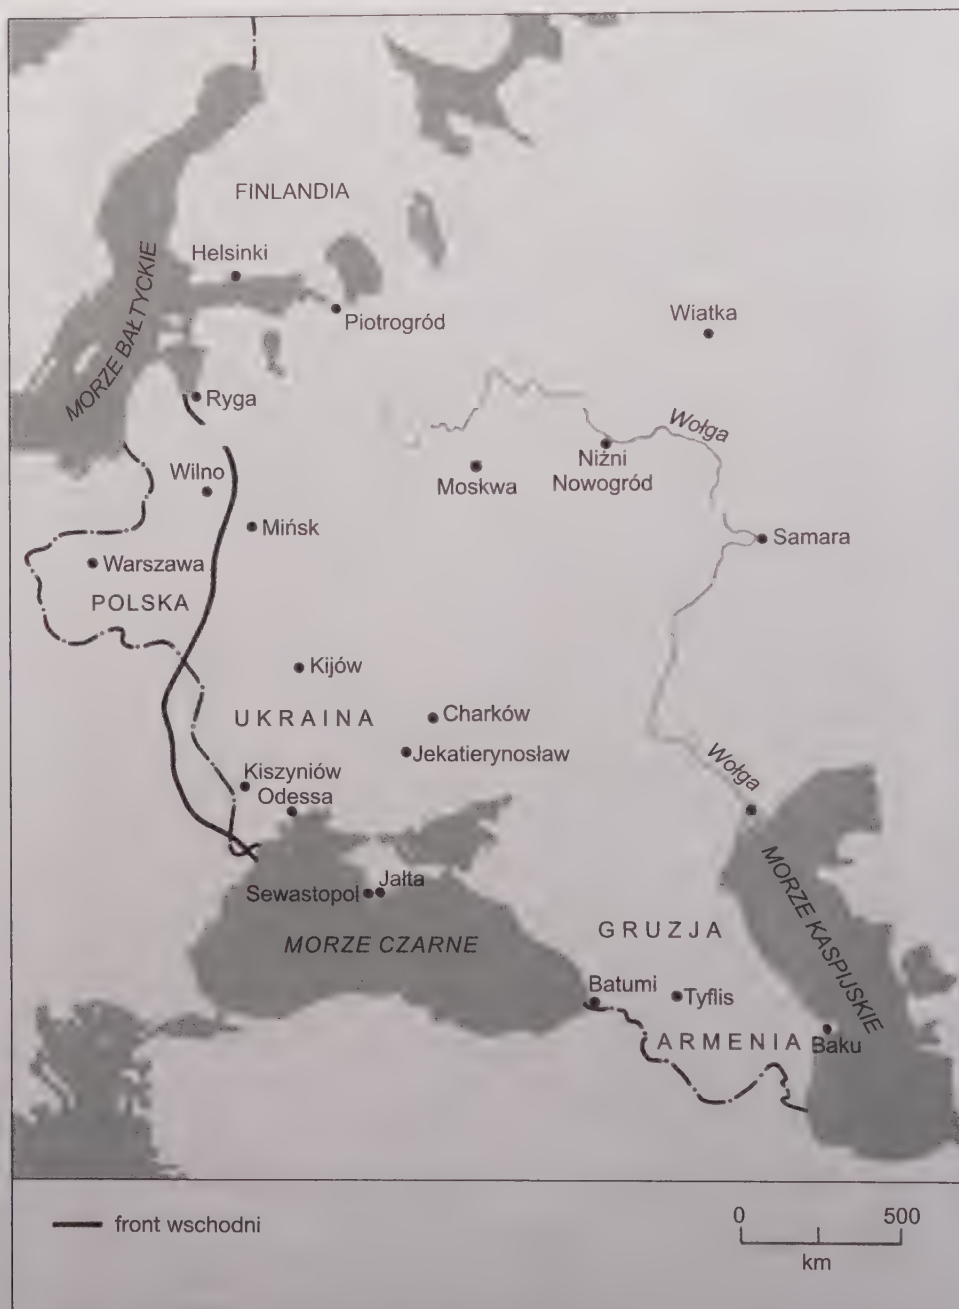 FINLANDIA
Helsinki
MORZE BAŁTYCKIE
Piotrogród
Wiatka
Ryga
Wołga
Wilno
Moskwa
Niżni
Nowogród
Mińsk
Samara
Warszawa
POLSKA
Kijów
UKRAINA
Charków
Jekatierynosław
Wołga
Kiszyniów
Odessa
Jałta
Sewastopol
MORZE CZARNE
MORZE KASPIJSKIE
GRUZJA
Batumi
Tyflis
ARMENIA
Baku
front wschodni
0
500
km